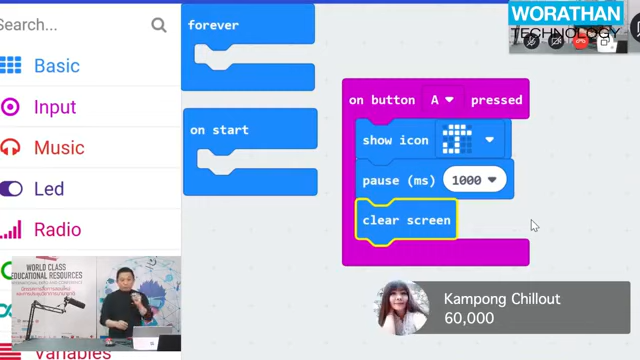 Search...
Basic
Input
Music
Led
Radio
Variables
forever
on start
on button A pressed
show icon
pause (ms) 1000
clear screen
WORATHAN
TECHNOLOGY
WORLD CLASS
EDUCATIONAL RESOURCES
Kampong Chillout
60,000